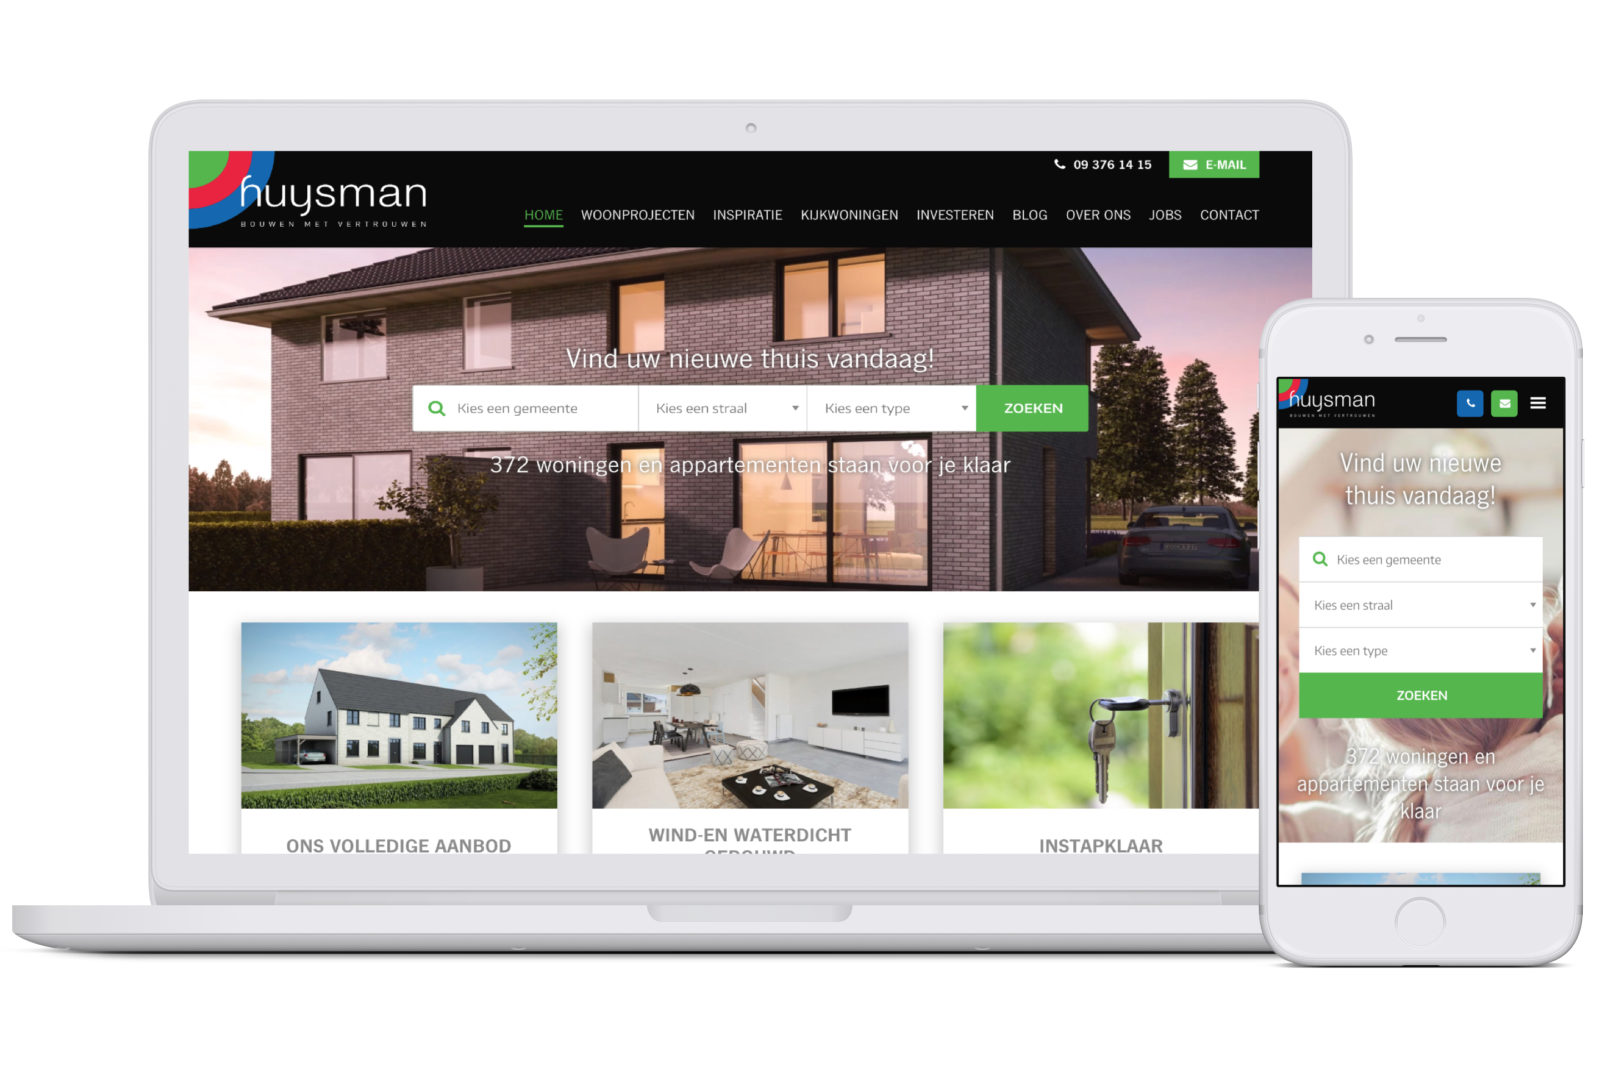 09 376 14 15
E-MAIL
huysman
BOUWEN MET VERTROUWEN
HOME WOONPROJECTEN INSPIRATIE KIJKWONINGEN INVESTEREN BLOG OVER ONS JOBS CONTACT
Vind uw nieuwe thuis vandaag!
Kies een gemeente Kies een straal Kies een type ZOEKEN
372 woningen en appartementen staan voor je klaar
ONS VOLLEDIGE AANBOD
WIND-EN WATERDICHT
INSTAPKLAAR
huysman
BOUWEN MET VERTROUWEN
Vind uw nieuwe
thuis vandaag!
Kies een gemeente
Kies een straal
Kies een type
ZOEKEN
372 woningen en
appartementen staan voor je
klaar